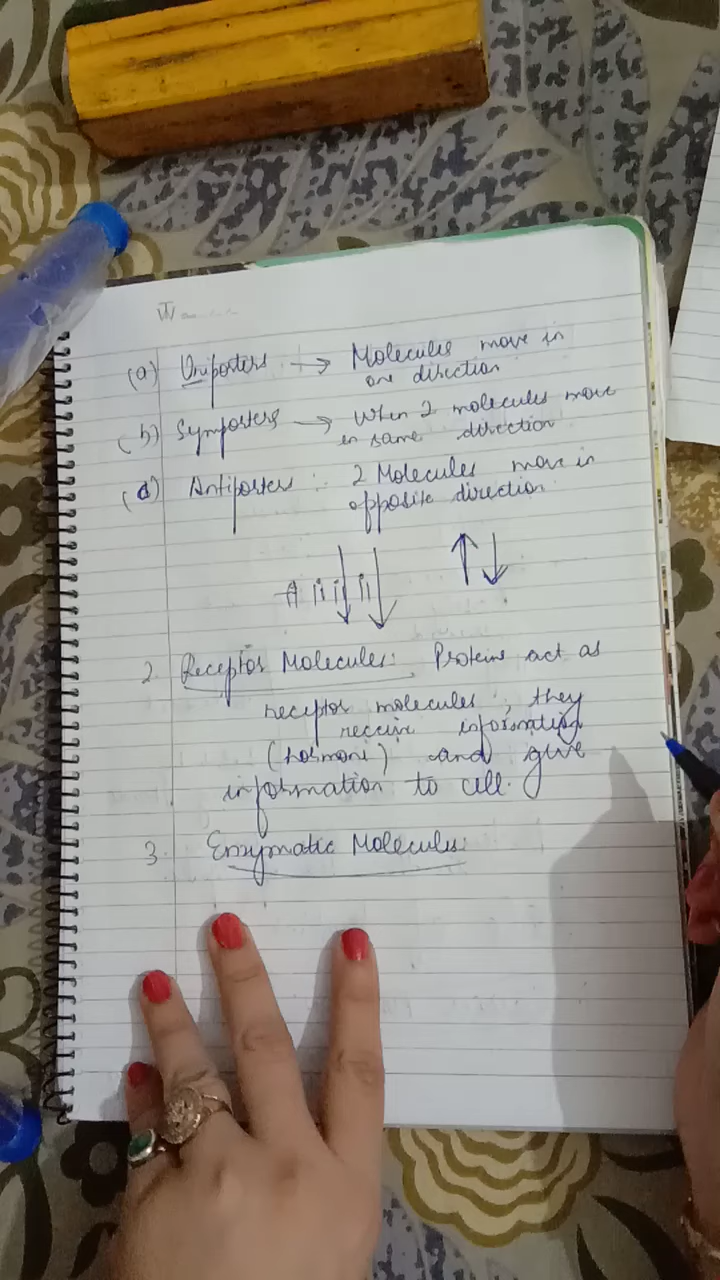 (a) Uniporters → Molecules move in
one direction
(b) Symporters → When 2 molecules move
in same direction
(d) Antiporters :- 2 Molecules move in
opposite direction
2. Receptor Molecules: Proteins act as
receptor molecules, they
receive information
(hormone) and give
information to cell.
3. Enzymatic Molecules: